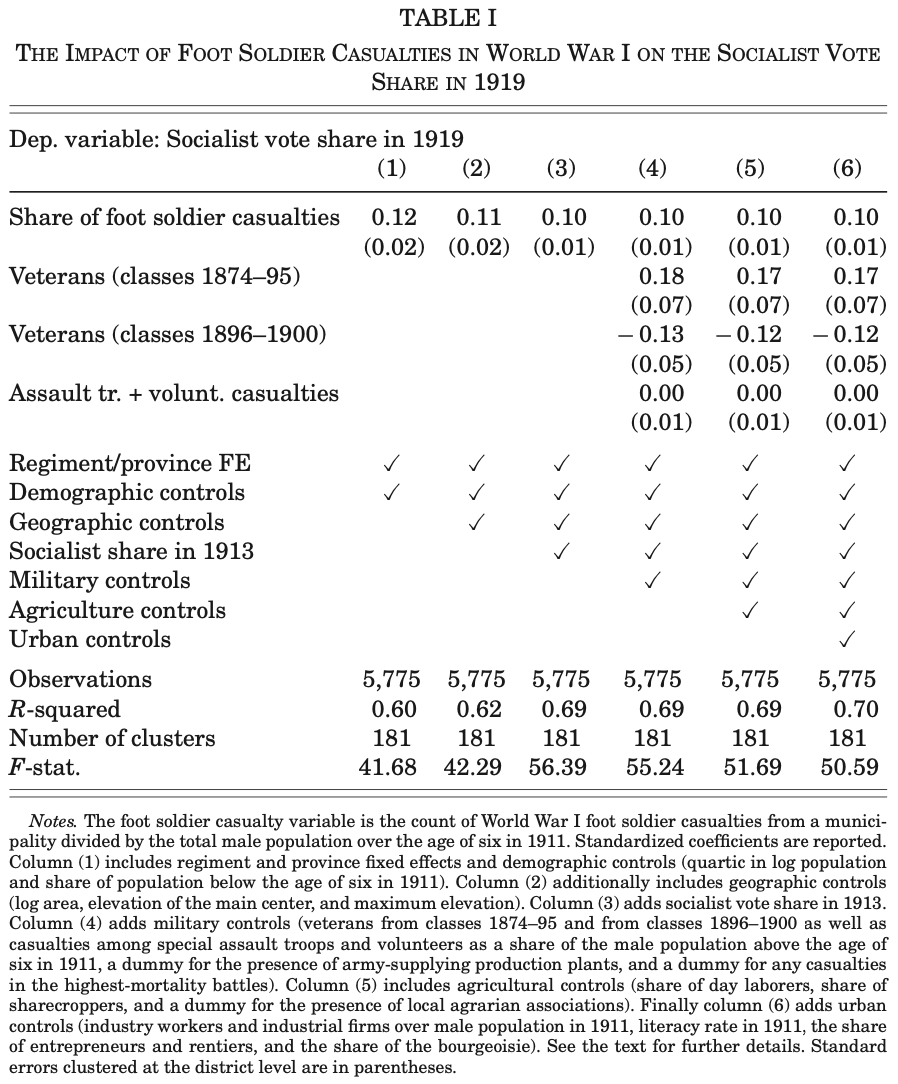 TABLE I
THE IMPACT OF FOOT SOLDIER CASUALTIES IN WORLD WAR I ON THE SOCIALIST VOTE
SHARE IN 1919
Dep. variable: Socialist vote share in 1919
(1) (2) (3) (4) (5) (6)
Share of foot soldier casualties 0.12 0.11 0.10 0.10 0.10 0.10
(0.02) (0.02) (0.01) (0.01) (0.01) (0.01)
Veterans (classes 1874–95) 0.18 0.17 0.17
(0.07) (0.07) (0.07)
Veterans (classes 1896–1900) −0.13 −0.12 −0.12
(0.05) (0.05) (0.05)
Assault tr. + volunt. casualties 0.00 0.00 0.00
(0.01) (0.01) (0.01)
Regiment/province FE ✓ ✓ ✓ ✓ ✓ ✓
Demographic controls ✓ ✓ ✓ ✓ ✓ ✓
Geographic controls ✓ ✓ ✓ ✓ ✓
Socialist share in 1913 ✓ ✓ ✓ ✓
Military controls ✓ ✓ ✓
Agriculture controls ✓ ✓
Urban controls ✓
Observations 5,775 5,775 5,775 5,775 5,775 5,775
R-squared 0.60 0.62 0.69 0.69 0.69 0.70
Number of clusters 181 181 181 181 181 181
F-stat. 41.68 42.29 56.39 55.24 51.69 50.59
Notes. The foot soldier casualty variable is the count of World War I foot soldier casualties from a munici-
pality divided by the total male population over the age of six in 1911. Standardized coefficients are reported.
Column (1) includes regiment and province fixed effects and demographic controls (quartic in log population
and share of population below the age of six in 1911). Column (2) additionally includes geographic controls
(log area, elevation of the main center, and maximum elevation). Column (3) adds socialist vote share in 1913.
Column (4) adds military controls (veterans from classes 1874–95 and from classes 1896–1900 as well as
casualties among special assault troops and volunteers as a share of the male population above the age of
six in 1911, a dummy for the presence of army-supplying production plants, and a dummy for any casualties
in the highest-mortality battles). Column (5) includes agricultural controls (share of day laborers, share of
sharecroppers, and a dummy for the presence of local agrarian associations). Finally column (6) adds urban
controls (industry workers and industrial firms over male population in 1911, literacy rate in 1911, the share
of entrepreneurs and rentiers, and the share of the bourgeoisie). See the text for further details. Standard
errors clustered at the district level are in parentheses.